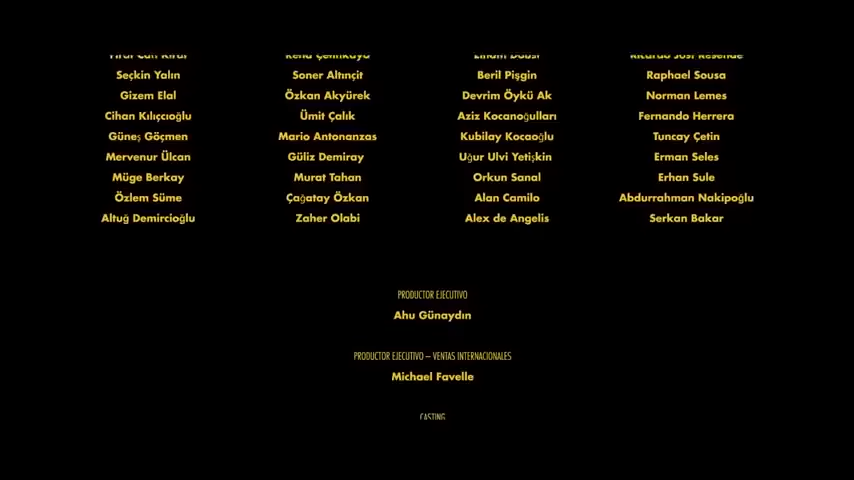 Seçkin Yalın Soner Altınçit Beril Pişgin Raphael Sousa
Gizem Elal Özkan Akyürek Devrim Öykü Ak Norman Lemes
Cihan Kılıçcıoğlu Ümit Çalık Aziz Kocanoğulları Fernando Herrera
Güneş Göçmen Mario Antonanzas Kubilay Kocaoğlu Tuncay Çetin
Mervenur Ülcan Güliz Demiray Uğur Ulvi Yetişkin Erman Seles
Müge Berkay Murat Tahan Orkun Sanal Erhan Sule
Özlem Süme Çağatay Özkan Alan Camilo Abdurrahman Nakipoğlu
Altuğ Demircioğlu Zaher Olabi Alex de Angelis Serkan Bakar
PRODUCTOR EJECUTIVO
Ahu Günaydın
PRODUCTOR EJECUTIVO – VENTAS INTERNACIONALES
Michael Favelle
CASTING